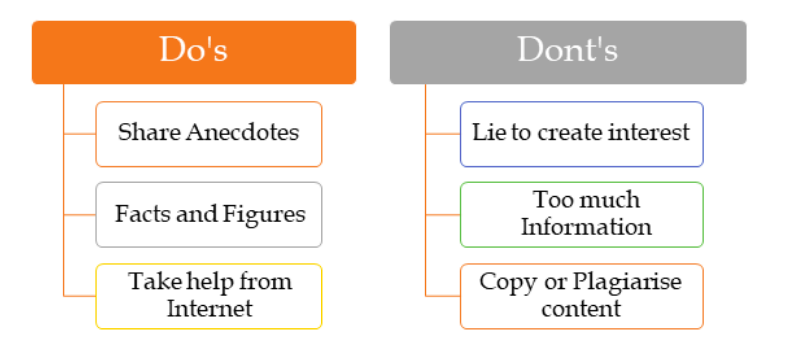 Do's
Share Anecdotes
Facts and Figures
Take help from
Internet
Dont's
Lie to create interest
Too much
Information
Copy or Plagiarise
content